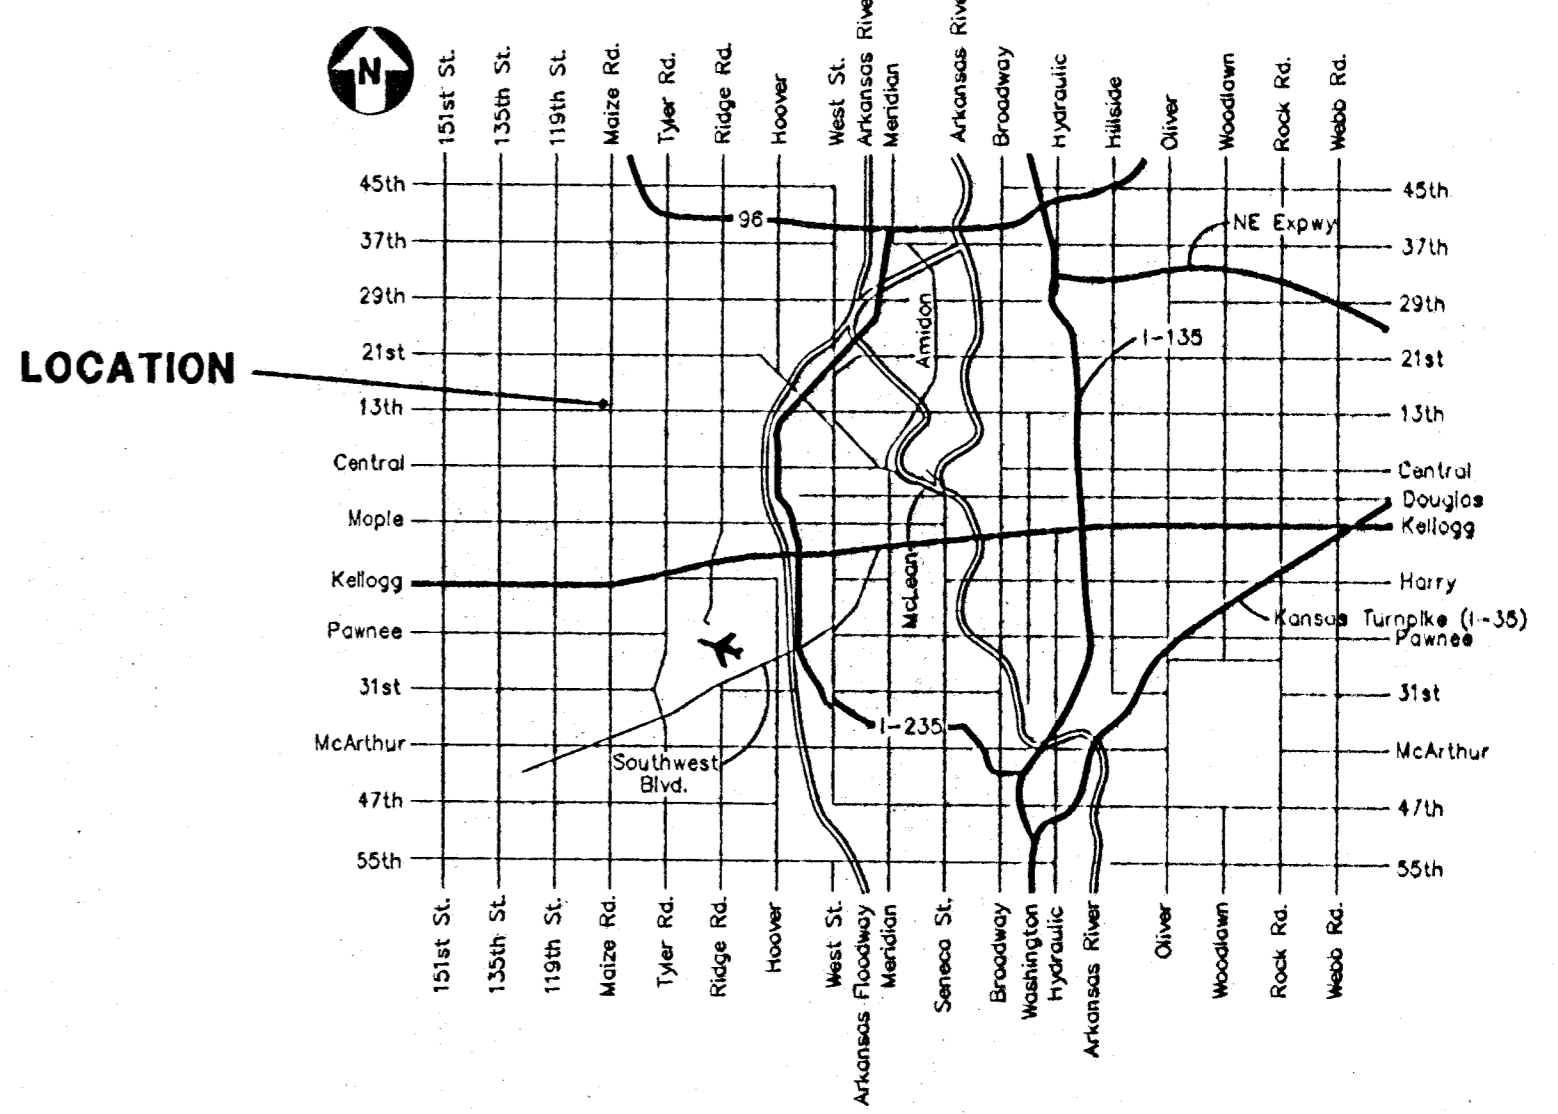 N
151st St.
135th St.
119th St.
Maize Rd.
Tyler Rd.
Ridge Rd.
Hoover
West St.
Arkansas Rive
Meridian
Arkansas Rive
Broadway
Hydraulic
Hillside
Oliver
Woodlawn
Rock Rd.
Webb Rd.
45th
45th
96
NE Expwy
37th
37th
29th
29th
Amidon
I-135
21st
21st
LOCATION
13th
13th
Central
Central
Douglas
Maple
Kellogg
Kellogg
McLean
Harry
Kansas Turnpike (I-35)
Pawnee
Pawnee
31st
31st
I-235
McArthur
McArthur
Southwest
Blvd.
47th
47th
55th
55th
151st St.
135th St.
119th St.
Maize Rd.
Tyler Rd.
Ridge Rd.
Hoover
West St.
Arkansas Floodway
Meridian
Seneca St.
Broadway
Washington
Hydraulic
Arkansas River
Oliver
Woodlawn
Rock Rd.
Webb Rd.